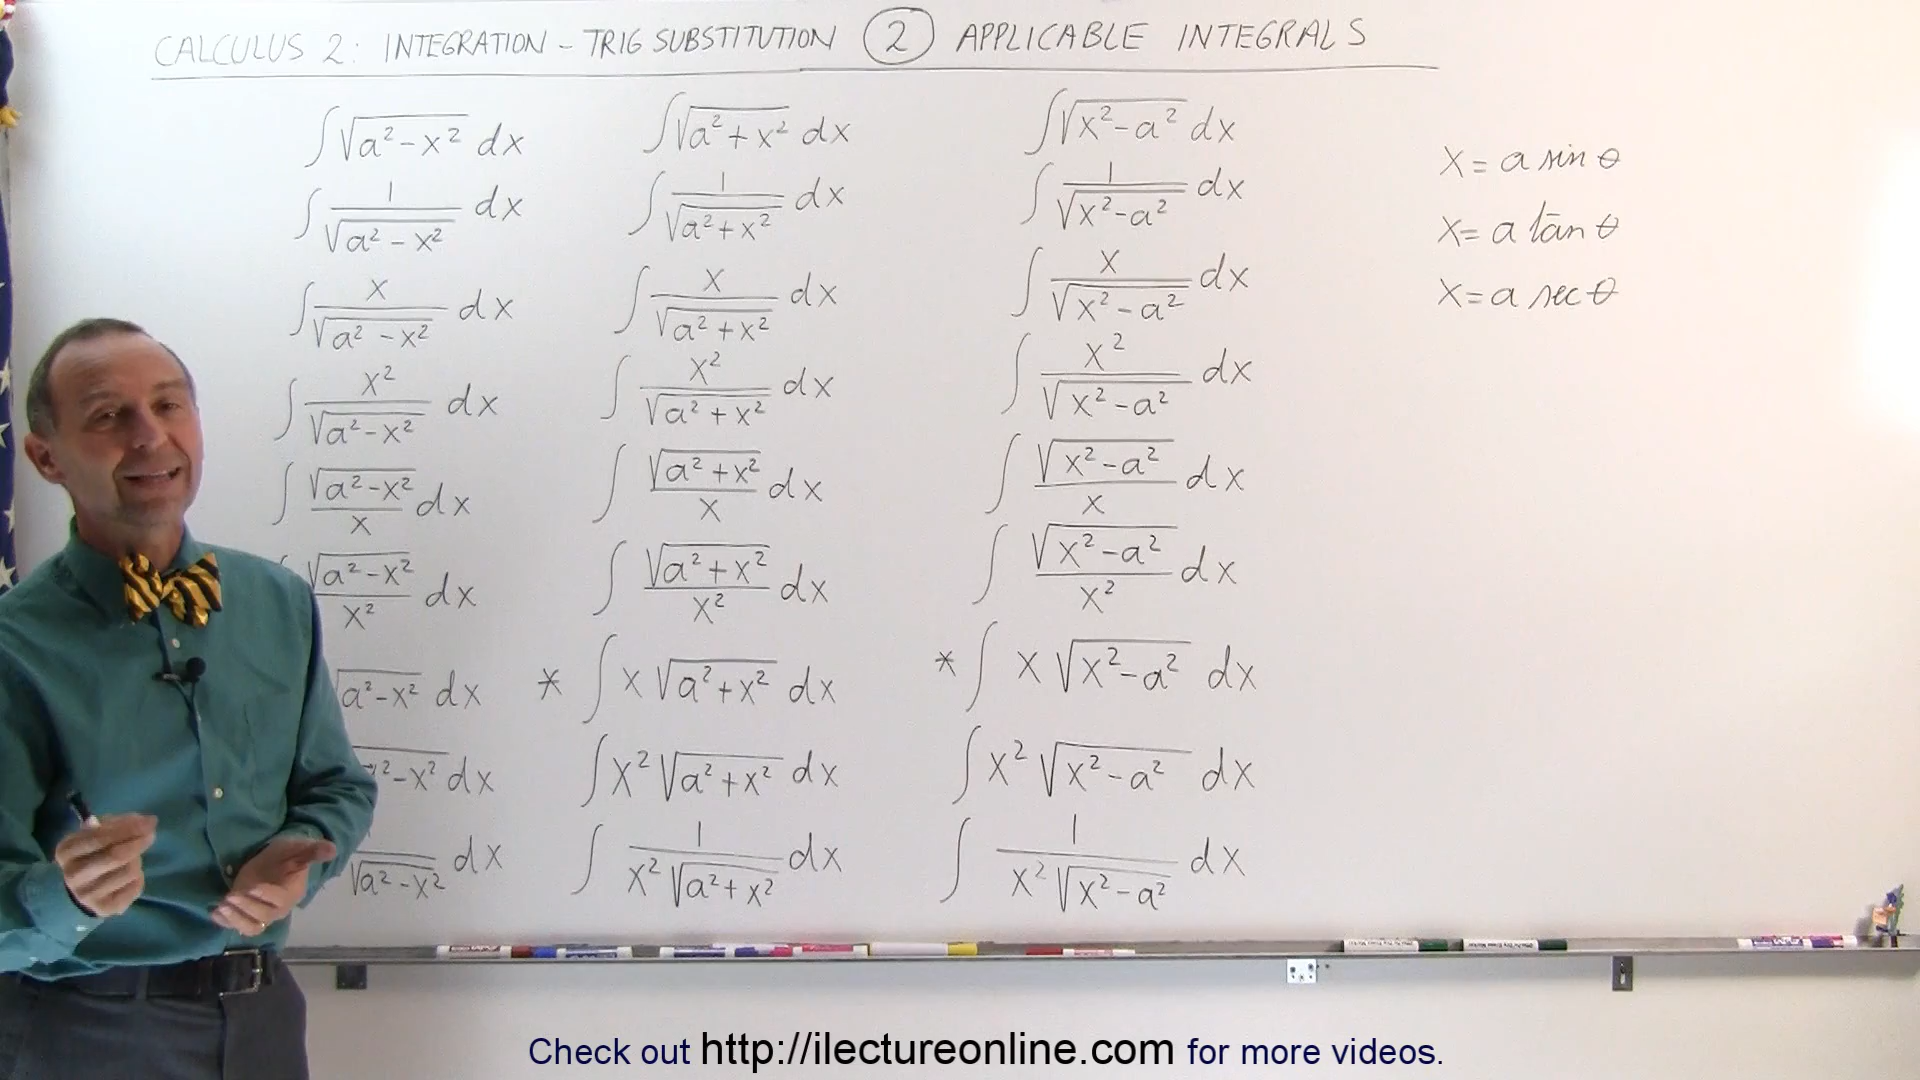 CALCULUS 2: INTEGRATION - TRIG SUBSTITUTION 2 APPLICABLE INTEGRALS
∫√(a²-x²) dx ∫√(a²+x²) dx ∫√(x²-a²) dx x = a sin θ
∫ 1/√(a²-x²) dx ∫ 1/√(a²+x²) dx ∫ 1/√(x²-a²) dx x = a tan θ
∫ x/√(a²-x²) dx ∫ x/√(a²+x²) dx ∫ x/√(x²-a²) dx x = a sec θ
∫ x²/√(a²-x²) dx ∫ x²/√(a²+x²) dx ∫ x²/√(x²-a²) dx
∫ √(a²-x²)/x dx ∫ √(a²+x²)/x dx ∫ √(x²-a²)/x dx
√(a²-x²)/x² dx ∫ √(a²+x²)/x² dx ∫ √(x²-a²)/x² dx
√(a²-x²) dx * ∫ x√(a²+x²) dx * ∫ x√(x²-a²) dx
²-x² dx ∫ x²√(a²+x²) dx ∫ x²√(x²-a²) dx
√(a²-x²) dx ∫ 1/(x²√(a²+x²)) dx ∫ 1/(x²√(x²-a²)) dx
Check out http://ilectureonline.com for more videos.